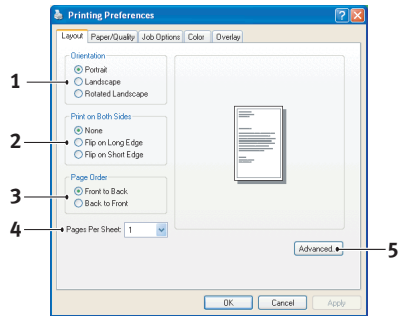 Printing Preferences
Layout Paper/Quality Job Options Color Overlay
Orientation
Portrait
1
Landscape
Rotated Landscape
Print on Both Sides
None
2
Flip on Long Edge
Flip on Short Edge
Page Order
Front to Back
3
Back to Front
4
Pages Per Sheet: 1
Advanced...
5
OK Cancel Apply